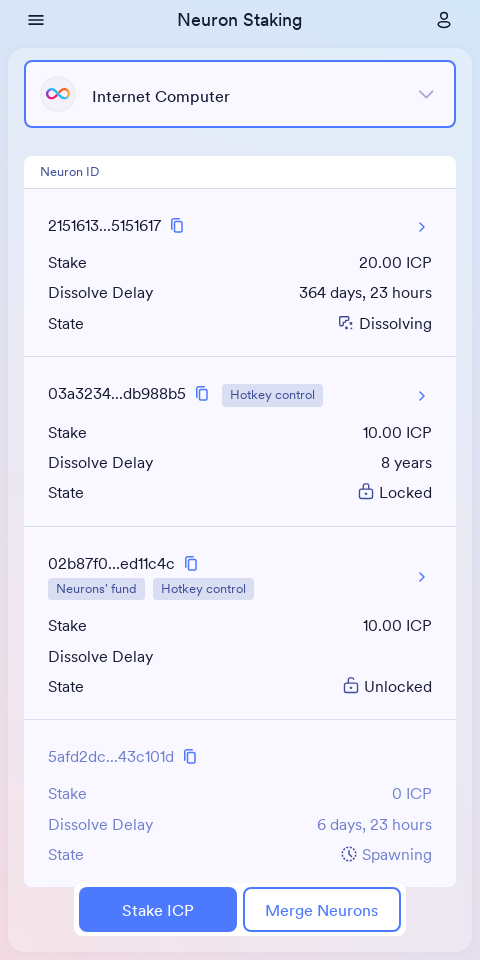 Neuron Staking
Internet Computer
Neuron ID
2151613...5151617
Stake 20.00 ICP
Dissolve Delay 364 days, 23 hours
State Dissolving
03a3234...db988b5 Hotkey control
Stake 10.00 ICP
Dissolve Delay 8 years
State Locked
02b87f0...ed11c4c
Neurons' fund Hotkey control
Stake 10.00 ICP
Dissolve Delay
State Unlocked
5afd2dc...43c101d
Stake 0 ICP
Dissolve Delay 6 days, 23 hours
State Spawning
Stake ICP Merge Neurons